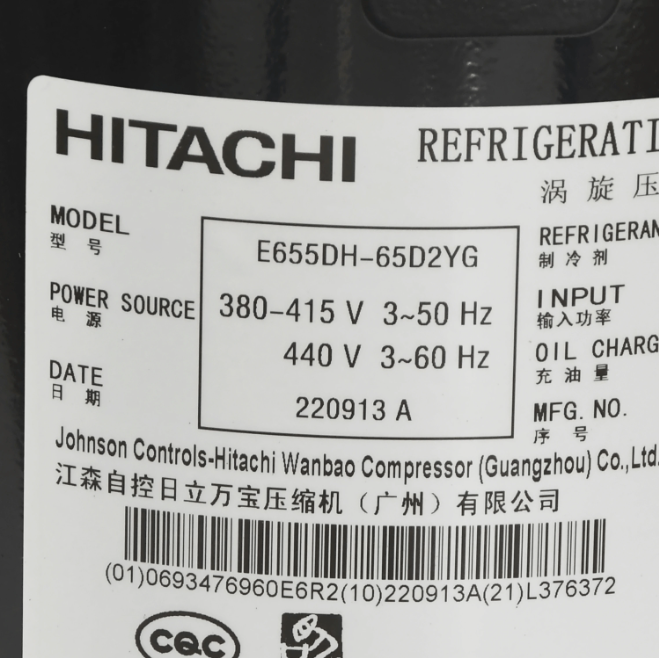 HITACHI
REFRIGERATI
涡旋压
MODEL
型号
E655DH-65D2YG
REFRIGERAN
制冷剂
POWER SOURCE
电源
380-415 V 3~50 Hz
440 V 3~60 Hz
INPUT
输入功率
OIL CHARG
充油量
DATE
日期
220913 A
MFG. NO.
序号
Johnson Controls-Hitachi Wanbao Compressor (Guangzhou) Co.,Ltd.
江森自控日立万宝压缩机（广州）有限公司
(01)0693476960E6R2(10)220913A(21)L376372
CQC